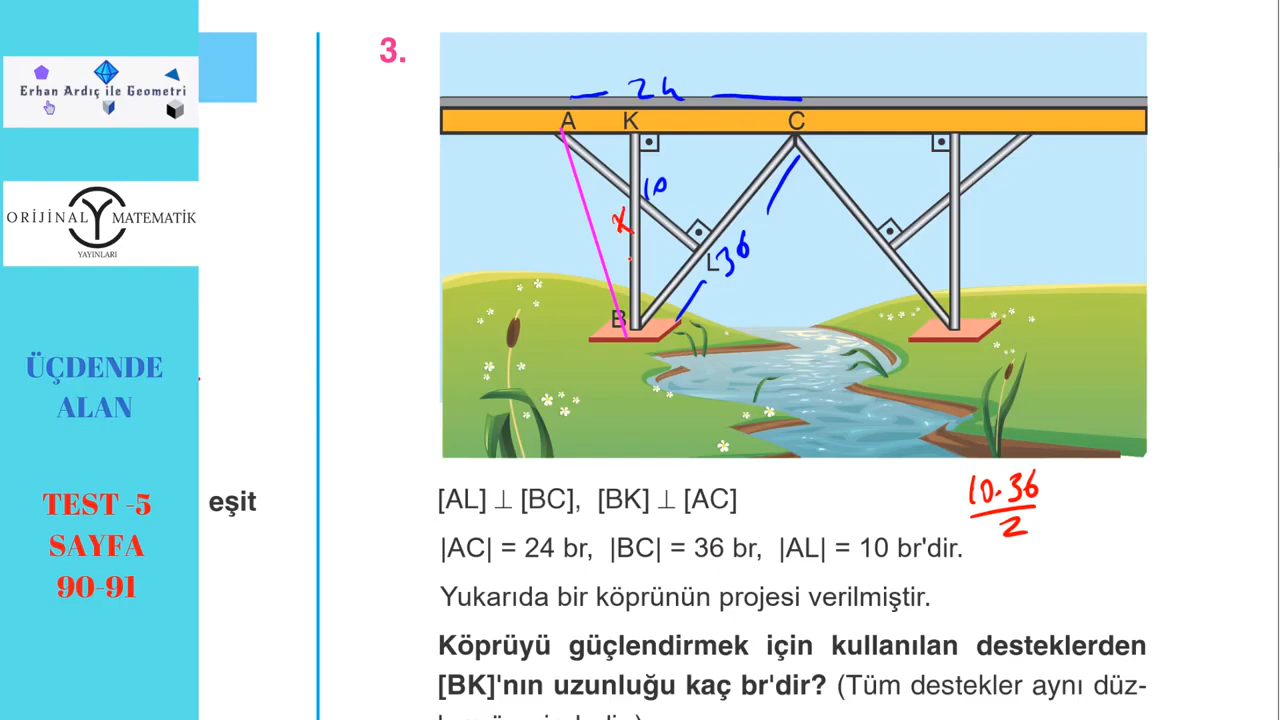 Erhan Ardıç ile Geometri
ORİJİNAL MATEMATİK
YAYINLARI
ÜÇDENDE
ALAN
TEST -5
SAYFA
90-91
eşit
3.
24
A K C
10
x
L
36
B
10.36
2
[AL] ⊥ [BC], [BK] ⊥ [AC]
|AC| = 24 br, |BC| = 36 br, |AL| = 10 br'dir.
Yukarıda bir köprünün projesi verilmiştir.
Köprüyü güçlendirmek için kullanılan desteklerden
[BK]'nın uzunluğu kaç br'dir? (Tüm destekler aynı düz-